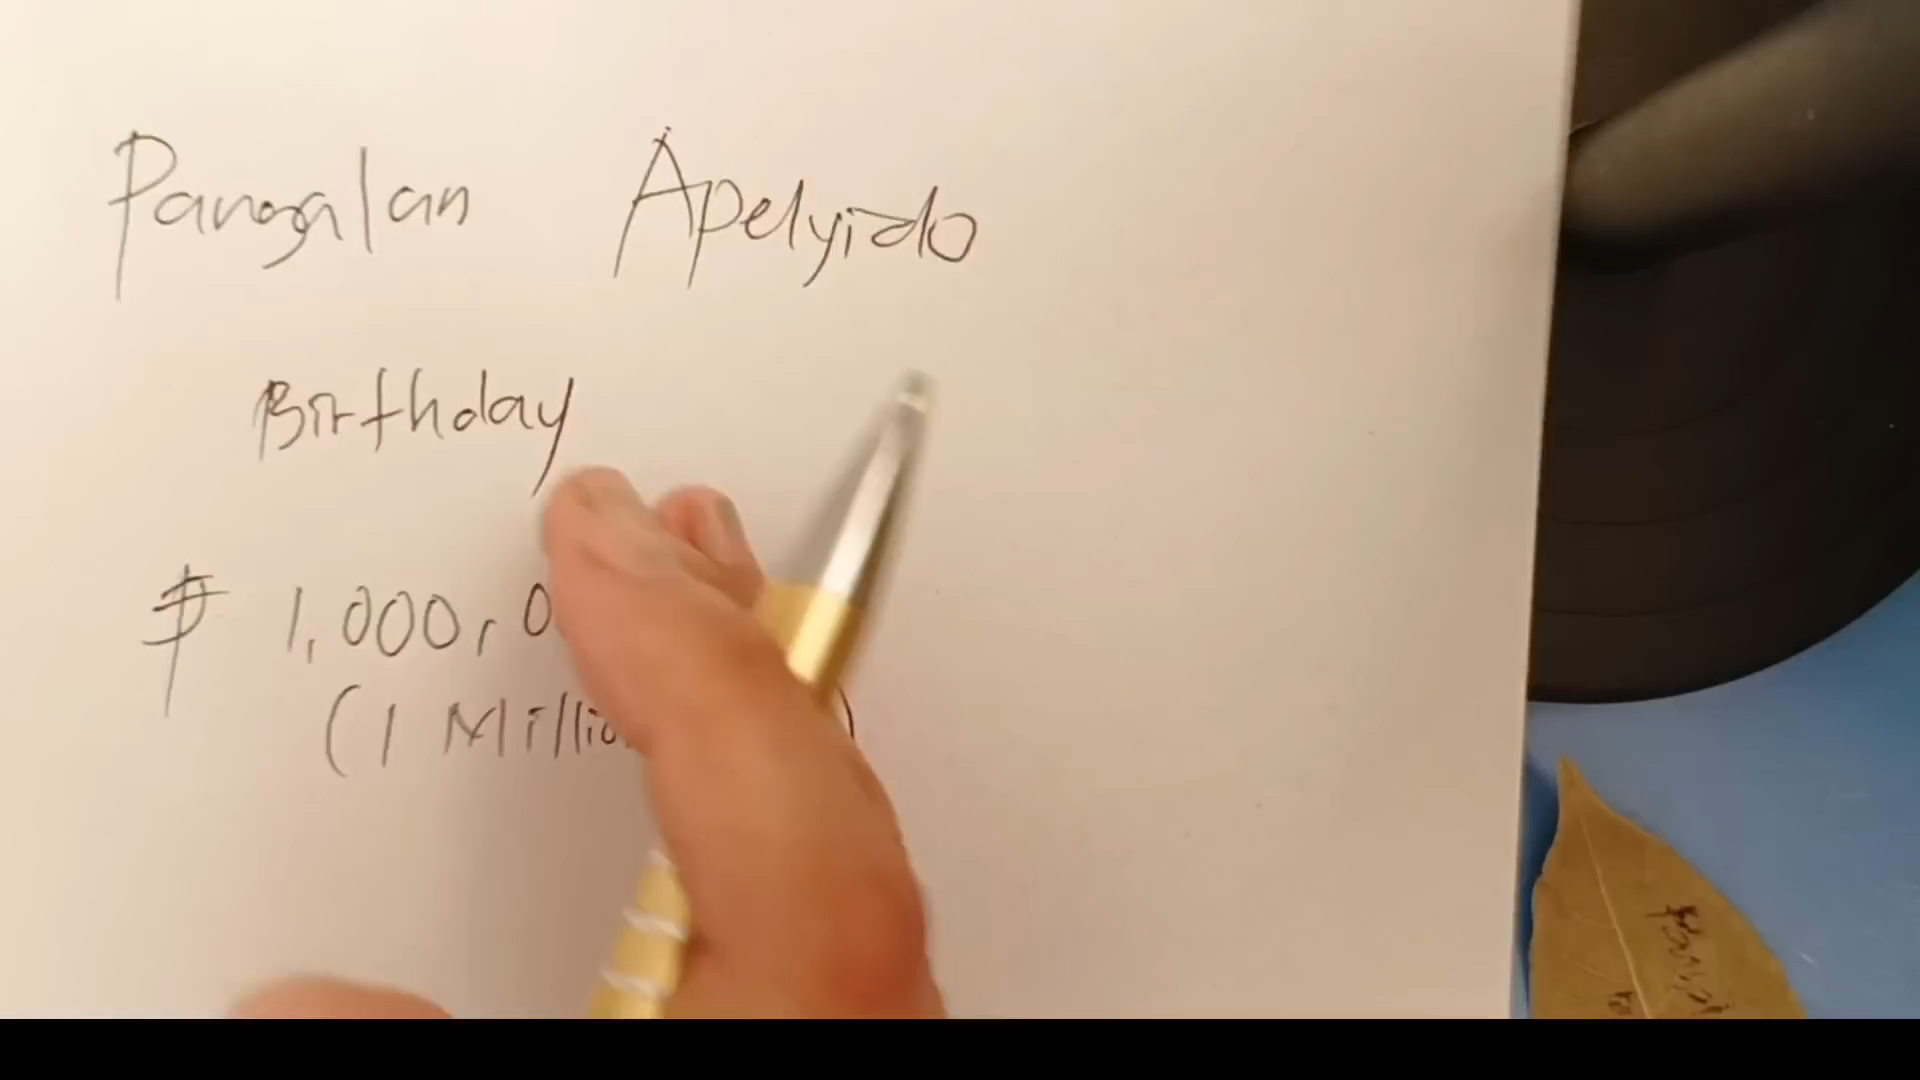 Pangalan Apelyido
Birthday
₱ 1,000,0
(1 Millio )